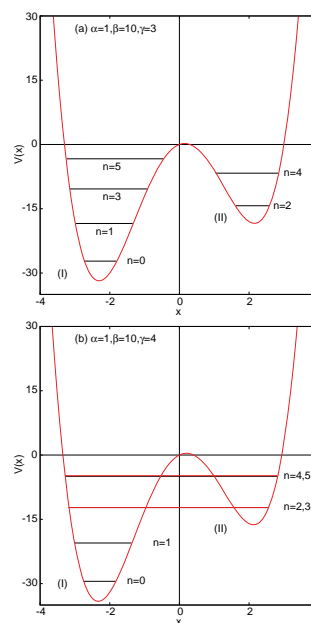 (a) α=1,β=10,γ=3
30
15
0
-15
-30
V(x)
n=5
n=4
n=3
n=2
(II)
n=1
n=0
(I)
-4
-2
0
2
x
(b) α=1,β=10,γ=4
30
15
0
-15
-30
V(x)
n=4,5
n=2,3
(II)
n=1
n=0
(I)
-4
-2
0
2
x